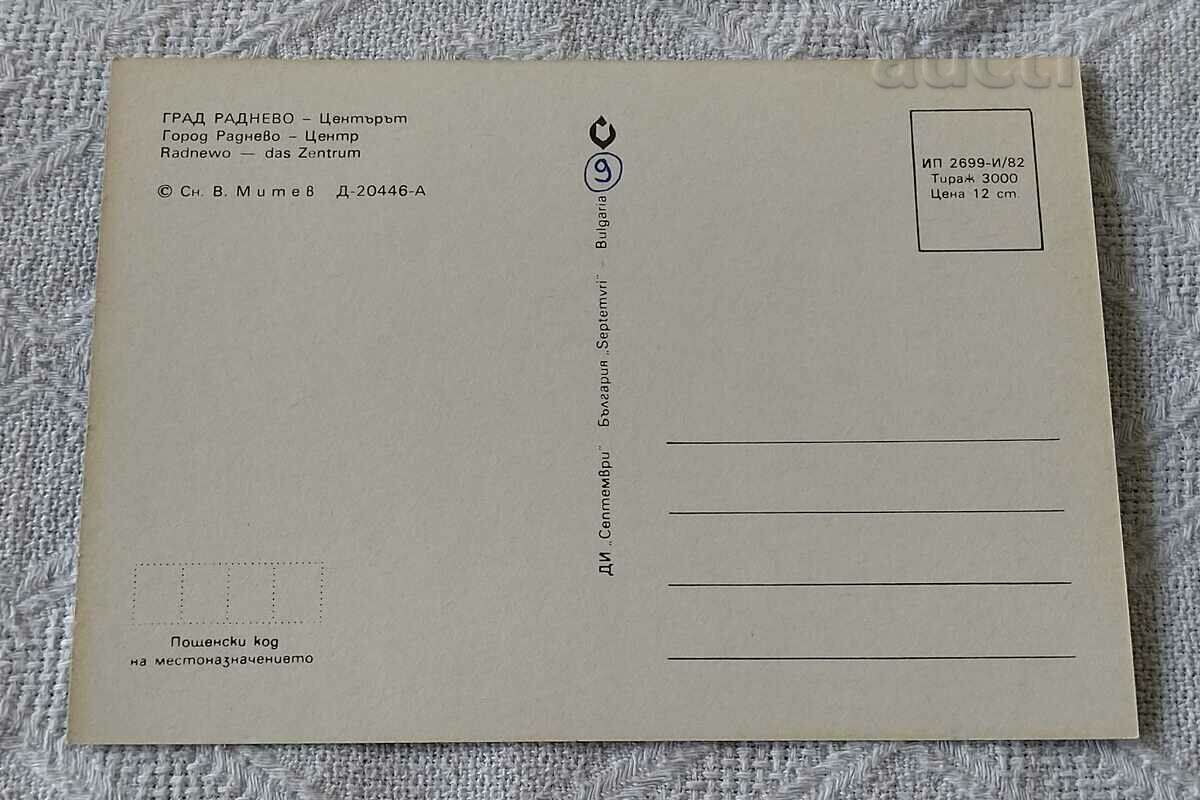 ГРАД РАДНЕВО – Центърът
Город Раднево – Центр
Radnewo — das Zentrum
© Сн. В. Митев Д-20446-А
9
ДИ „Септември" България „Septemvri" – Bulgaria
aucti
ИП 2699-И/82
Тираж 3000
Цена 12 ст.
Пощенски код
на местоназначението